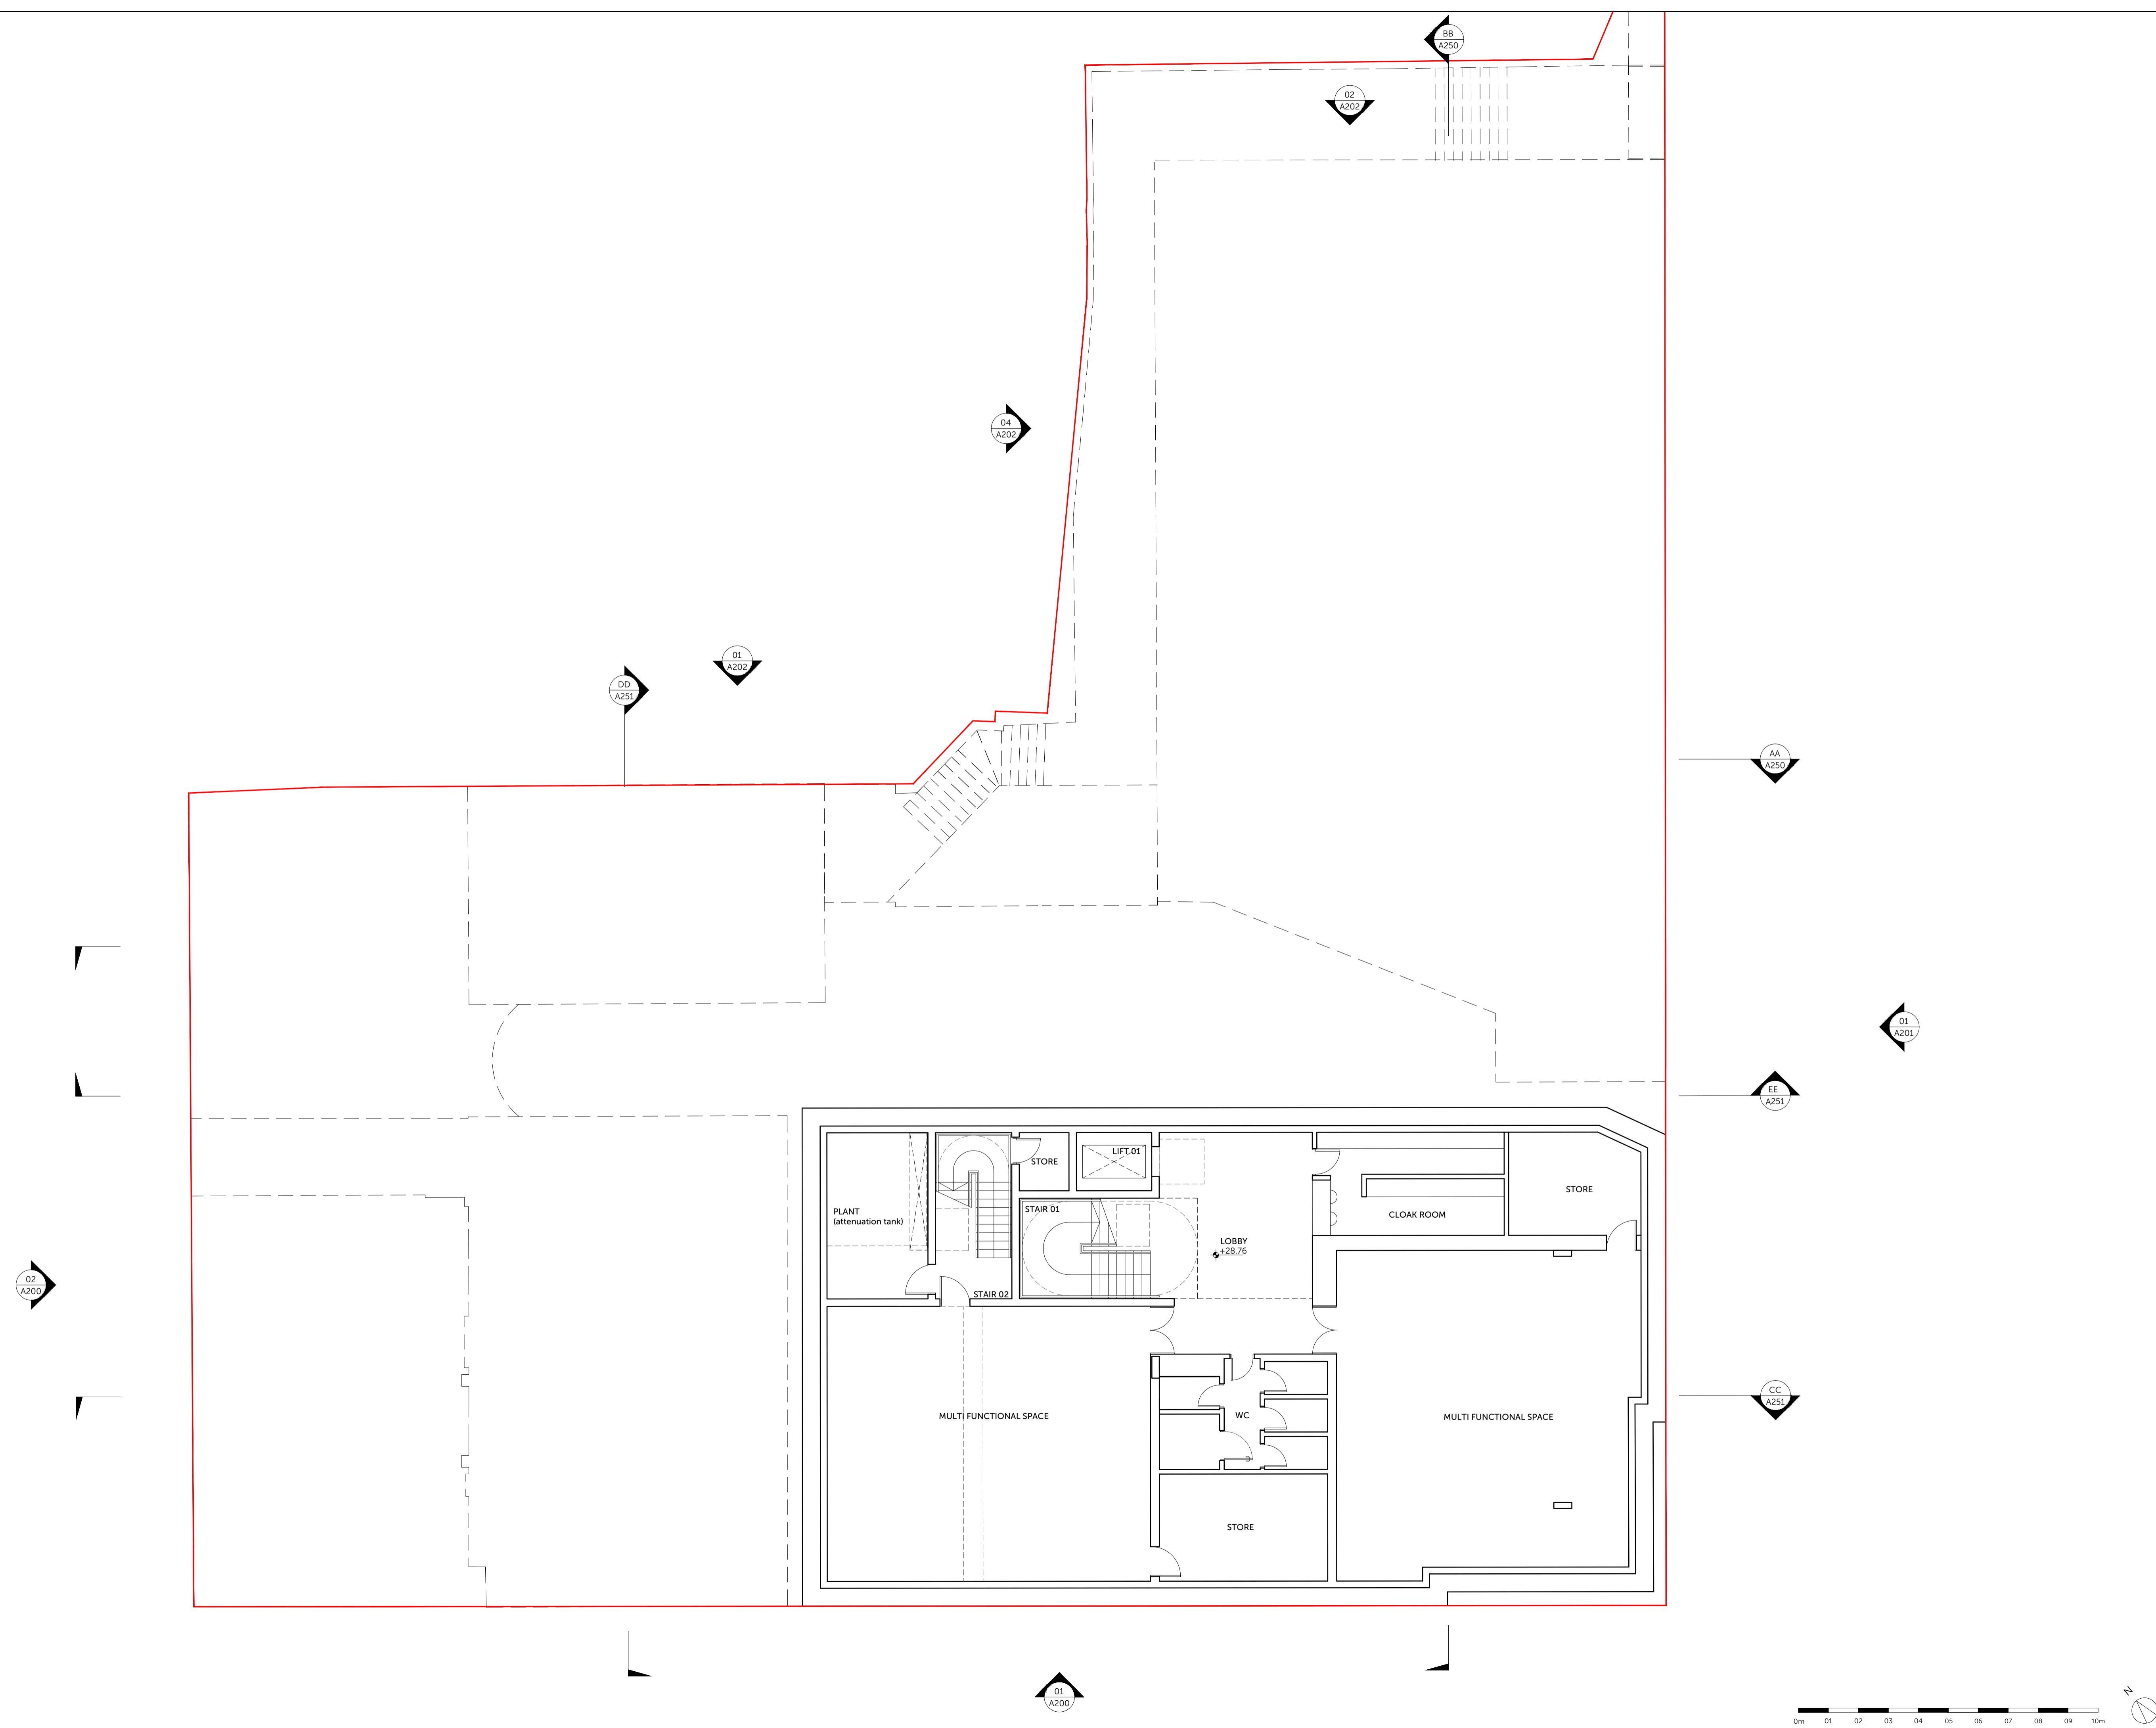 BB
A250
02
A202
04
A202
01
A202
DD
A251
AA
A250
01
A201
EE
A251
LIFT 01
STORE
STORE
STAIR 01
PLANT
(attenuation tank)
CLOAK ROOM
LOBBY
+28.76
02
A200
STAIR 02
CC
A251
MULTI FUNCTIONAL SPACE
WC
MULTI FUNCTIONAL SPACE
STORE
01
A200
N
0m 01 02 03 04 05 06 07 08 09 10m